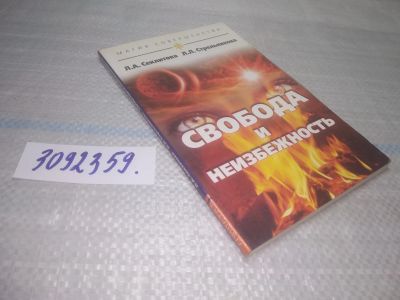 МАГИЯ СОВЕРШЕНСТВА
Л.А. Секлитова Л.Л. Стрельникова
СВОБОДА
И
НЕИЗБЕЖНОСТЬ
3092359.